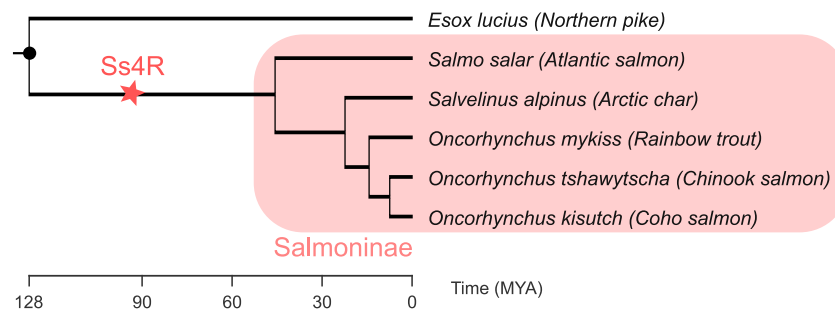 Esox lucius (Northern pike)
Ss4R
Salmo salar (Atlantic salmon)
Salvelinus alpinus (Arctic char)
Oncorhynchus mykiss (Rainbow trout)
Oncorhynchus tshawytscha (Chinook salmon)
Oncorhynchus kisutch (Coho salmon)
Salmoninae
128 90 60 30 0 Time (MYA)